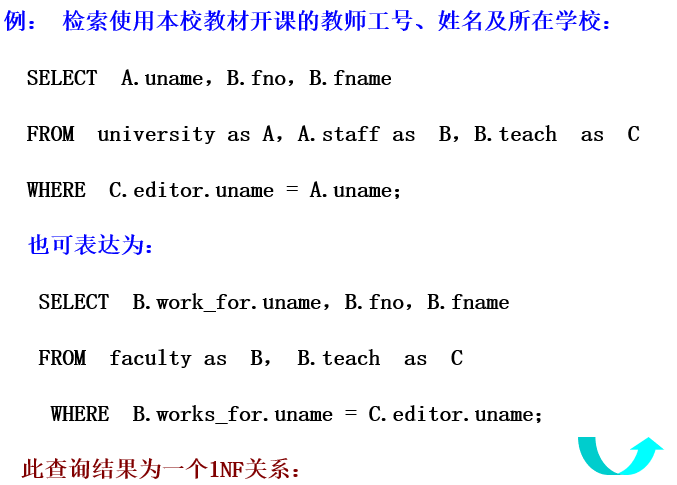 例： 检索使用本校教材开课的教师工号、姓名及所在学校：
SELECT A.uname，B.fno，B.fname
FROM university as A，A.staff as B，B.teach as C
WHERE C.editor.uname = A.uname；
也可表达为：
SELECT B.work_for.uname，B.fno，B.fname
FROM faculty as B， B.teach as C
WHERE B.works_for.uname = C.editor.uname；
此查询结果为一个1NF关系：